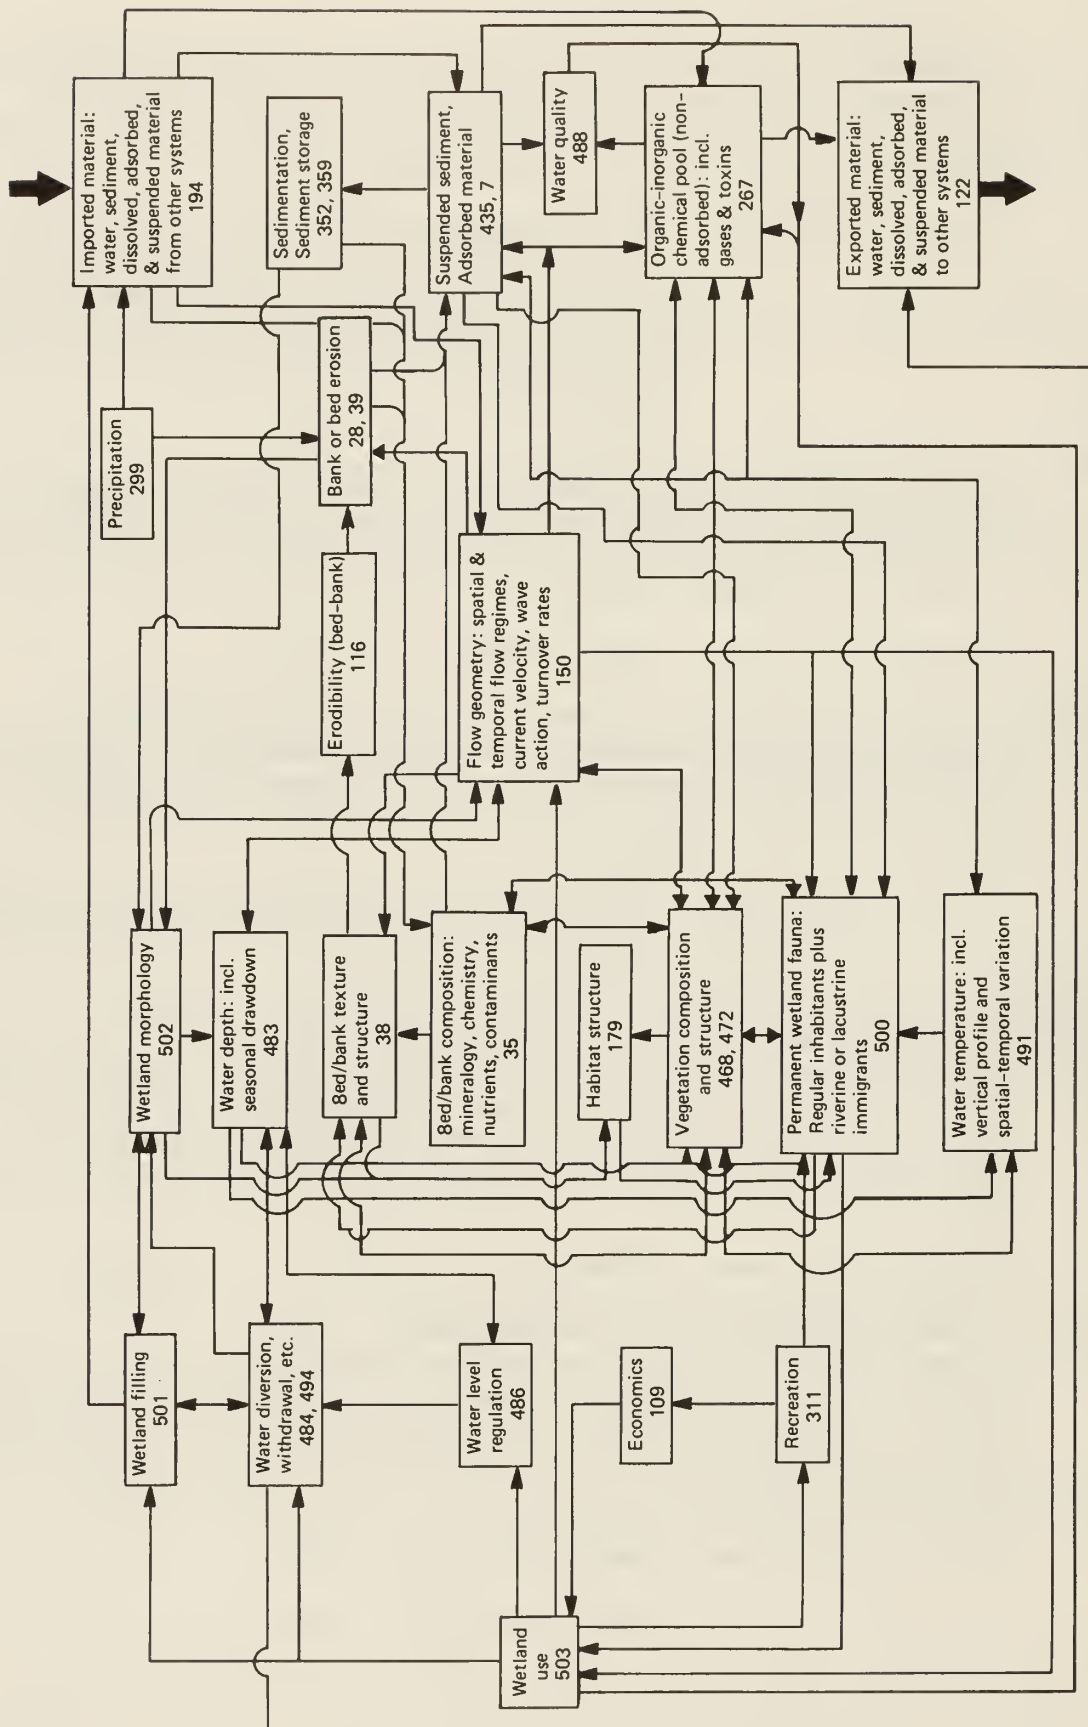 Imported material:
water, sediment,
dissolved, adsorbed,
& suspended material
from other systems
194
Precipitation
299
Sedimentation,
Sediment storage
352, 359
Bank or bed erosion
28, 39
Suspended sediment,
Adsorbed material
435, 7
Water quality
488
Organic-inorganic
chemical pool (non-
adsorbed): incl.
gases & toxins
267
Exported material:
water, sediment,
dissolved, adsorbed,
& suspended material
to other systems
122
Erodibility (bed-bank)
116
Flow geometry: spatial &
temporal flow regimes,
current velocity, wave
action, turnover rates
150
Wetland morphology
502
Water depth: incl.
seasonal drawdown
483
8ed/bank texture
and structure
38
8ed/bank composition:
mineralogy, chemistry,
nutrients, contaminants
35
Habitat structure
179
Vegetation composition
and structure
468, 472
Permanent wetland fauna:
Regular inhabitants plus
riverine or lacustrine
immigrants
500
Water temperature: incl.
vertical profile and
spatial-temporal variation
491
Wetland filling
501
Water diversion,
withdrawal, etc.
484, 494
Water level
regulation
486
Economics
109
Recreation
311
Wetland
use
503